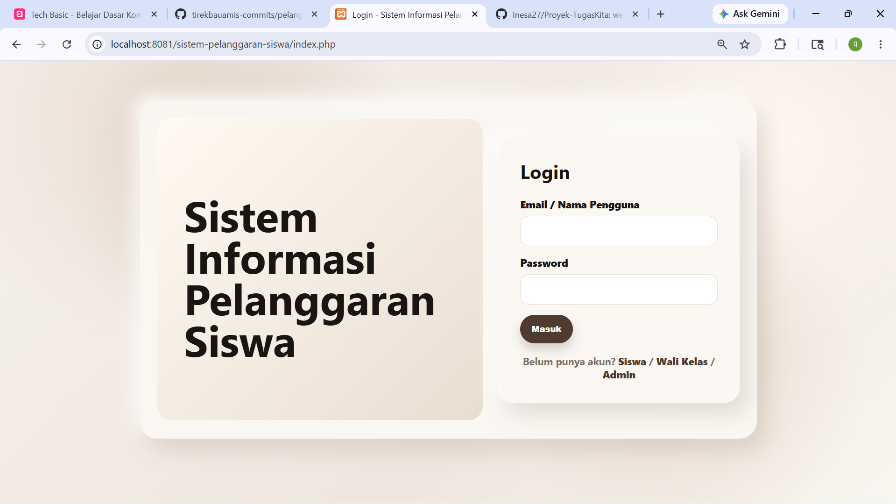 Tech Basic - Belajar Dasar Kom
tirekbauamis-commits/pelang
Login - Sistem Informasi Pelan
Inesa27/Proyek-TugasKita: we
Ask Gemini
localhost:8081/sistem-pelanggaran-siswa/index.php
q
Sistem
Informasi
Pelanggaran
Siswa
Login
Email / Nama Pengguna
Password
Masuk
Belum punya akun? Siswa / Wali Kelas /
Admin